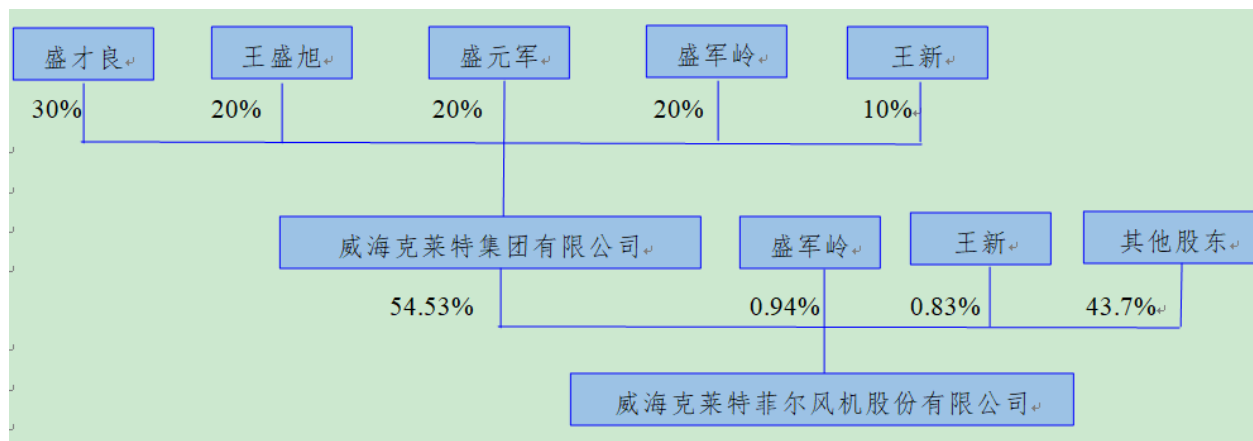 盛才良 王盛旭 盛元军 盛军岭 王新
30% 20% 20% 20% 10%
威海克莱特集团有限公司 盛军岭 王新 其他股东
54.53% 0.94% 0.83% 43.7%
威海克莱特菲尔风机股份有限公司